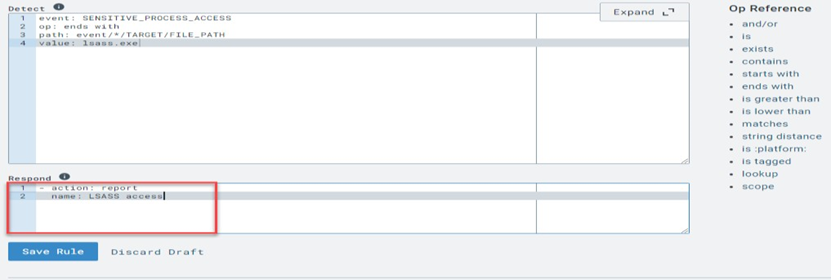 Detect
Expand
1 event: SENSITIVE_PROCESS_ACCESS
2 op: ends with
3 path: event/*/TARGET/FILE_PATH
4 value: lsass.exe
Respond
1 - action: report
2 name: LSASS access
Save Rule Discard Draft
Op Reference
and/or
is
exists
contains
starts with
ends with
is greater than
is lower than
matches
string distance
is :platform:
is tagged
lookup
scope